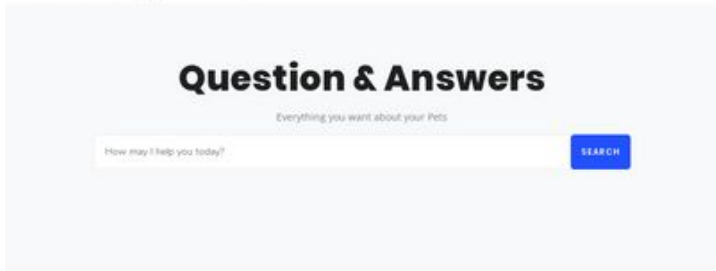 Question & Answers
Everything you want about your Pets
How may I help you today?
SEARCH